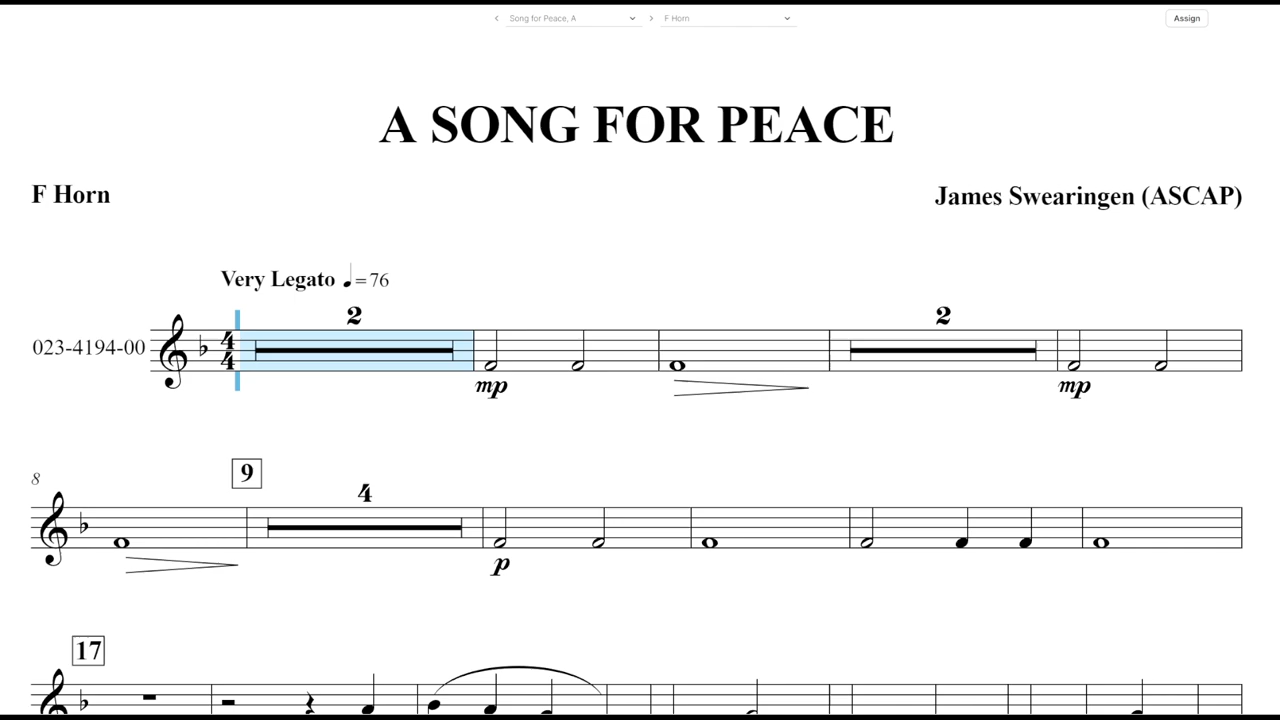 Song for Peace, A F Horn Assign
A SONG FOR PEACE
F Horn
James Swearingen (ASCAP)
Very Legato ♩= 76
2 2
023-4194-00
4
4
mp mp
8
9
4
p
17